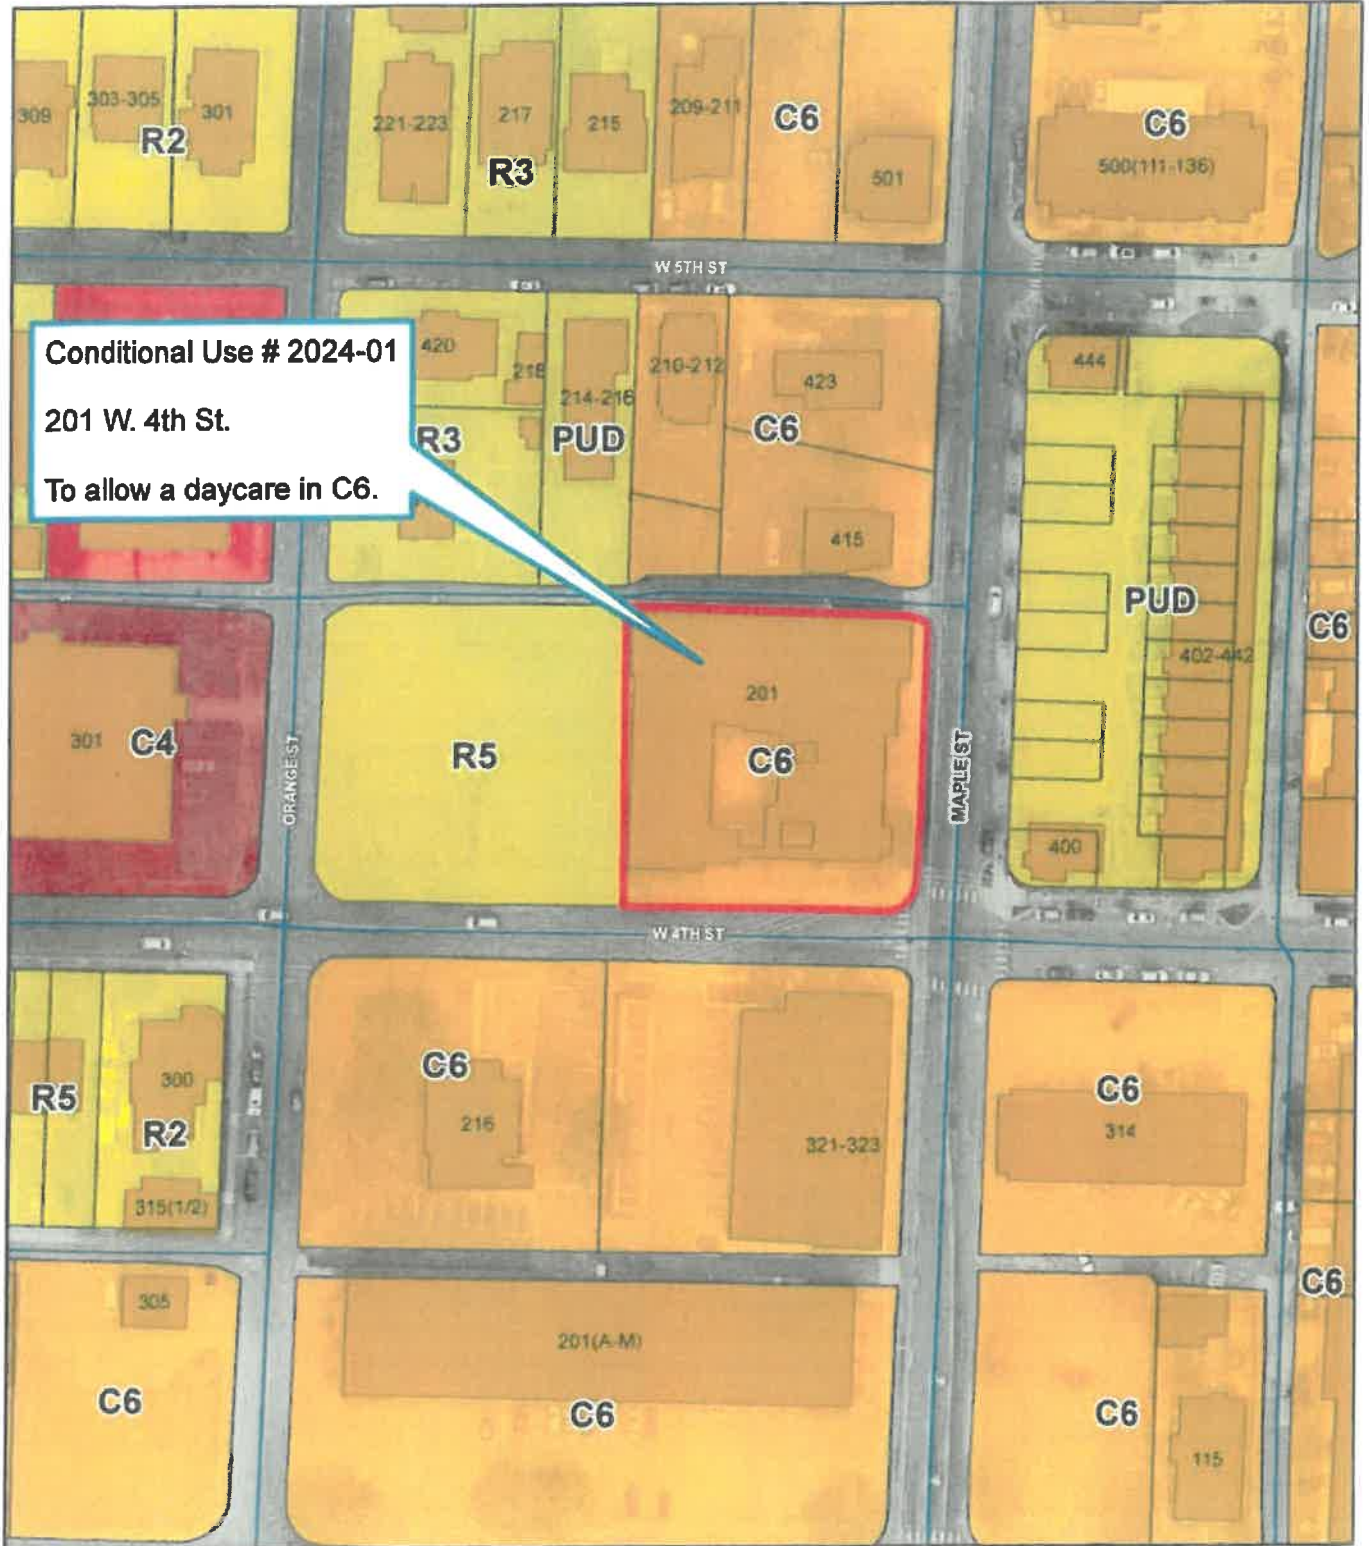 309
303-305
301
R2
221-223
217
215
R3
209-211
C6
501
C6
500(111-136)
W 5TH ST
Conditional Use # 2024-01
201 W. 4th St.
To allow a daycare in C6.
420
218
214-216
210-212
423
444
R3
PUD
C6
415
PUD
C6
402-442
201
301
C4
R5
C6
ORANGE ST
MAPLE ST
400
W 4TH ST
R5
300
R2
315(1/2)
C6
216
321-323
C6
314
305
C6
201(A-M)
C6
C6
C6
115